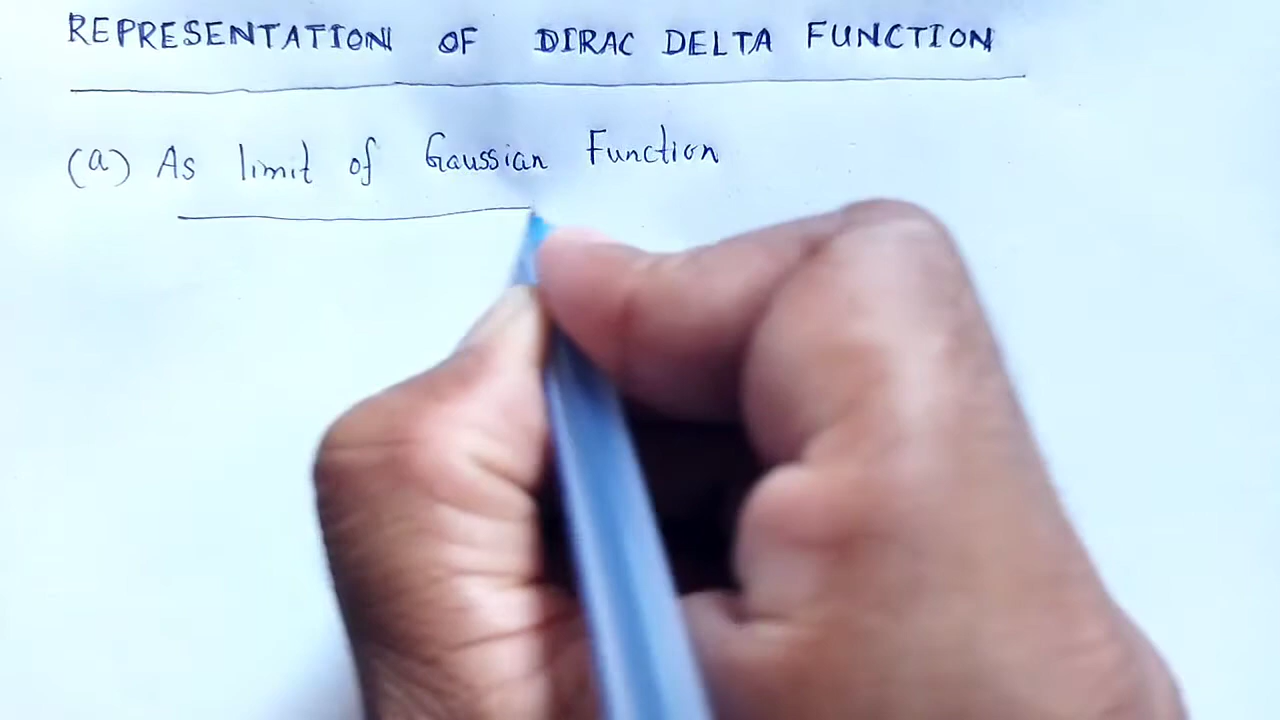 REPRESENTATION OF DIRAC DELTA FUNCTION
(a) As limit of Gaussian Function